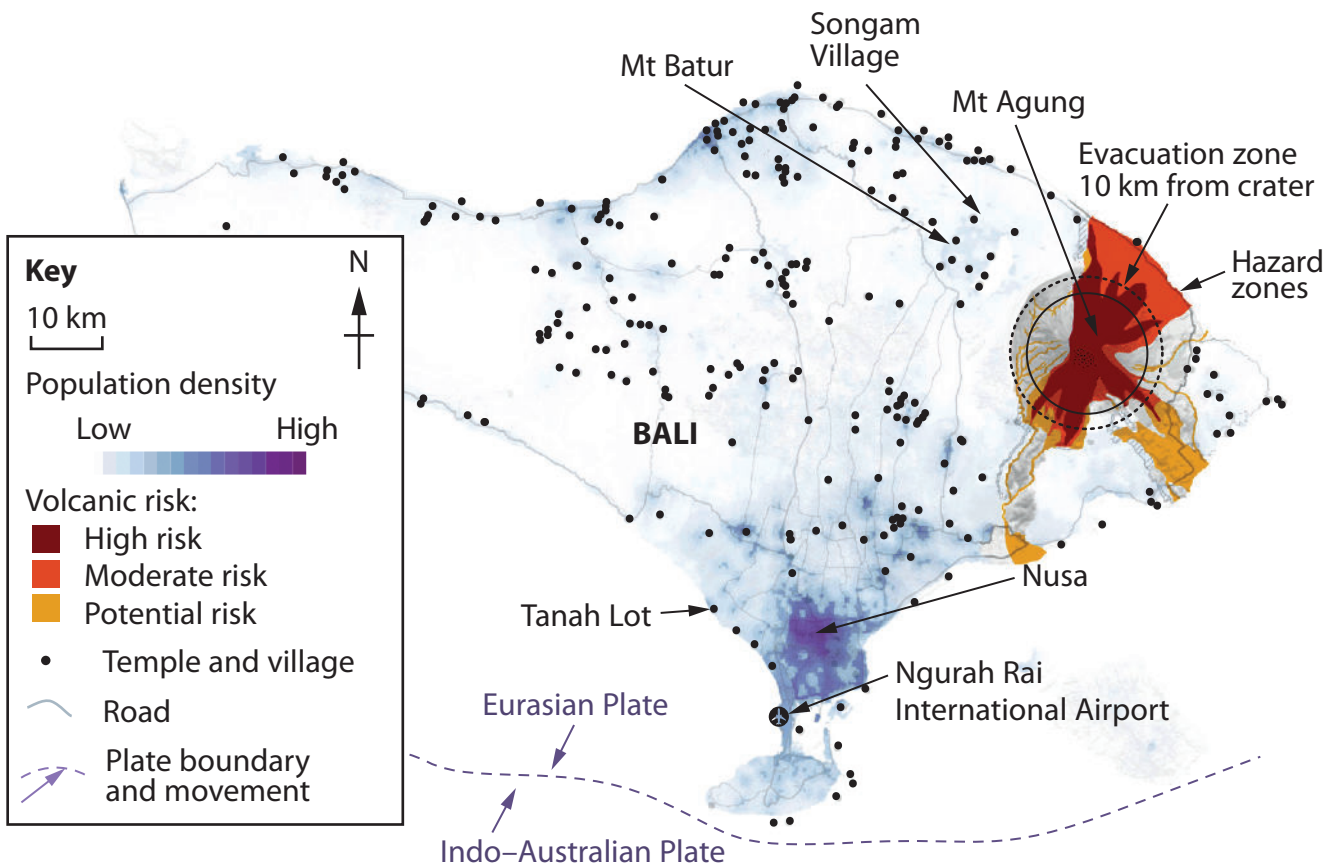 Songam
Village
Mt Batur
Mt Agung
Evacuation zone
10 km from crater
Hazard
zones
Key
N
10 km
Population density
Low
High
Volcanic risk:
High risk
Moderate risk
Potential risk
Temple and village
Road
Plate boundary
and movement
BALI
Nusa
Tanah Lot
Ngurah Rai
International Airport
Eurasian Plate
Indo–Australian Plate